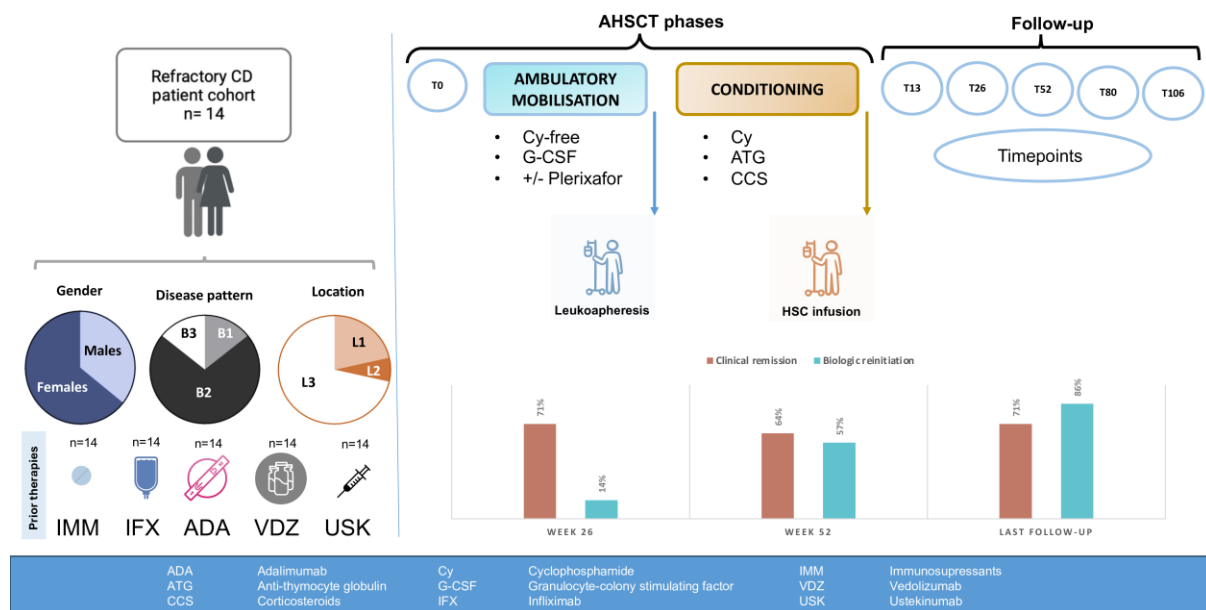 AHSCT phases
Follow-up
Refractory CD
patient cohort
n= 14
T0
AMBULATORY
MOBILISATION
CONDITIONING
T13
T26
T52
T80
T106
• Cy-free
• G-CSF
• +/- Plerixafor
• Cy
• ATG
• CCS
Timepoints
Leukoapheresis
HSC infusion
Gender
Disease pattern
Location
Males
Females
B3
B1
B2
L1
L2
L3
Clinical remission
Biologic reinitiation
71%
14%
64%
57%
71%
86%
WEEK 26
WEEK 52
LAST FOLLOW-UP
Prior therapies
n=14
n=14
n=14
n=14
n=14
IMM
IFX
ADA
VDZ
USK
ADA Adalimumab Cy Cyclophosphamide IMM Immunosupressants
ATG Anti-thymocyte globulin G-CSF Granulocyte-colony stimulating factor VDZ Vedolizumab
CCS Corticosteroids IFX Infliximab USK Ustekinumab